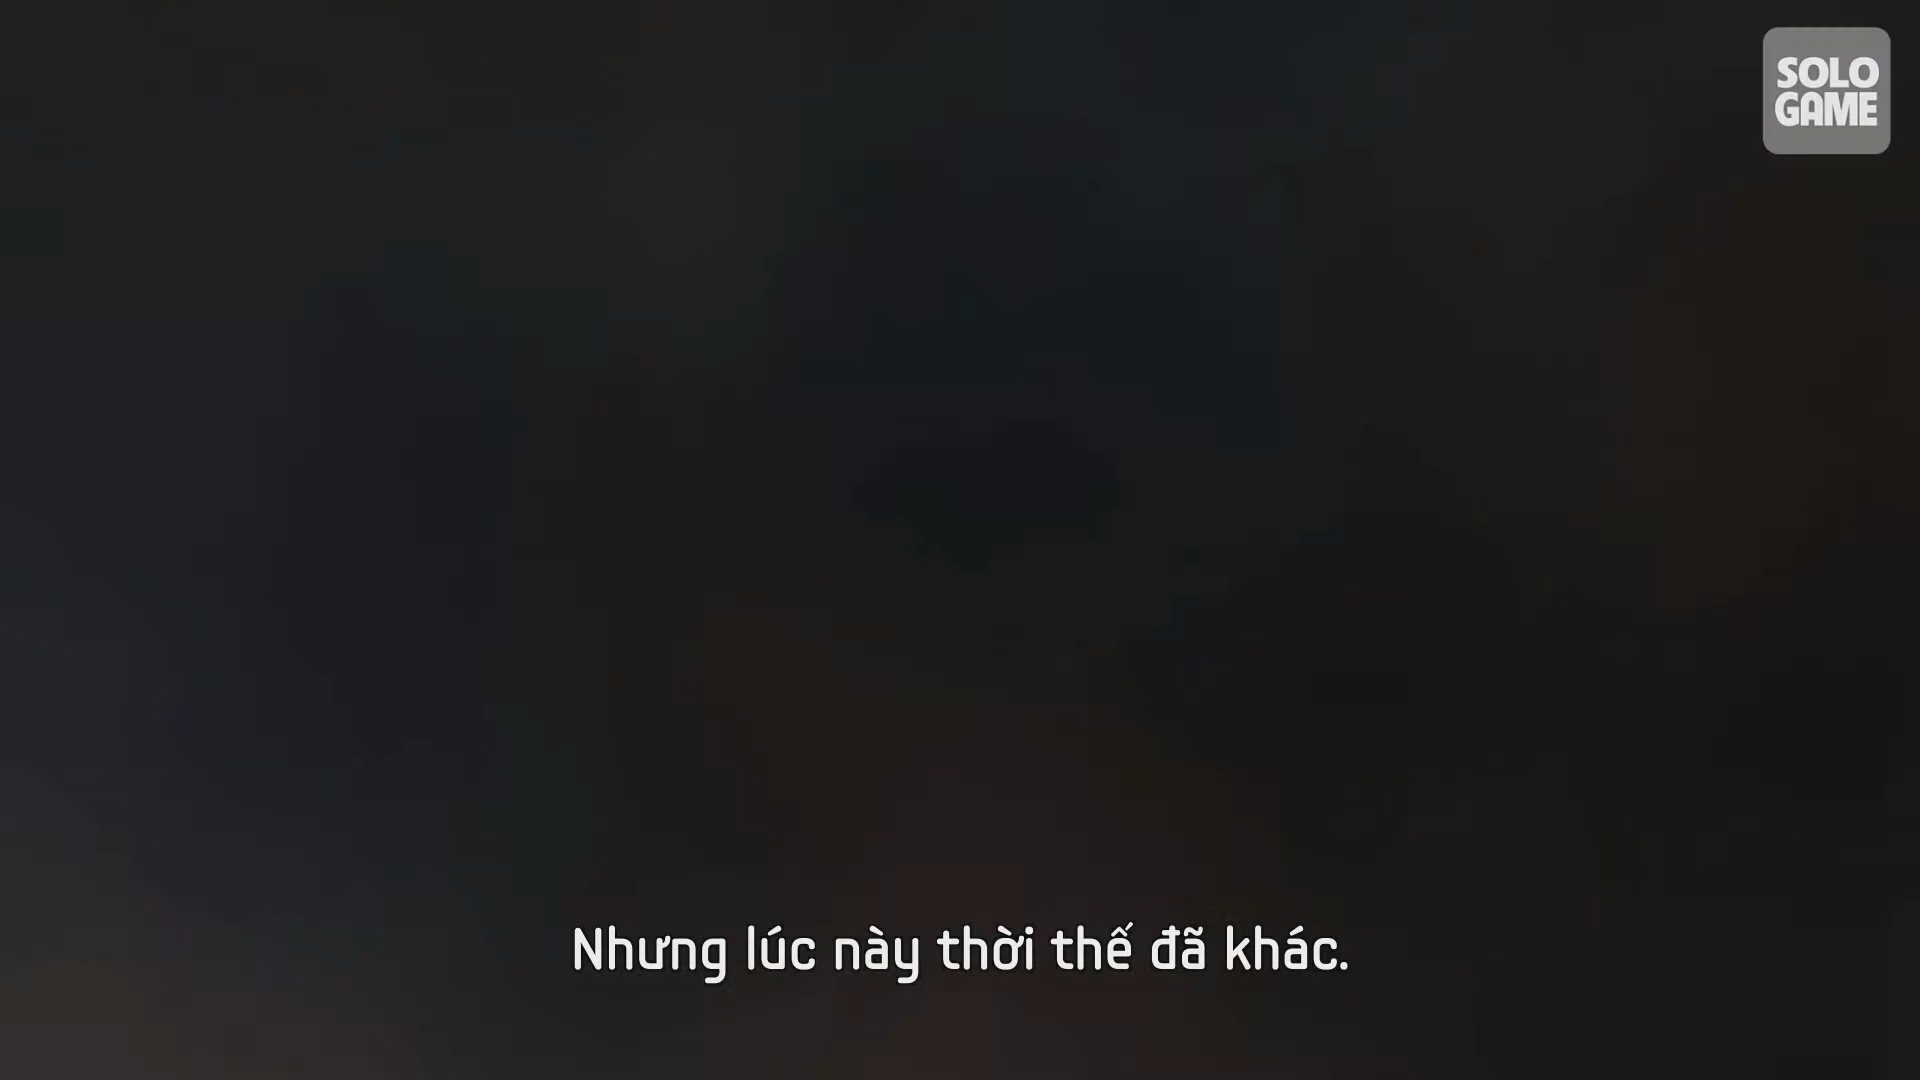 SOLO
GAME
Nhưng lúc này thời thế đã khác.